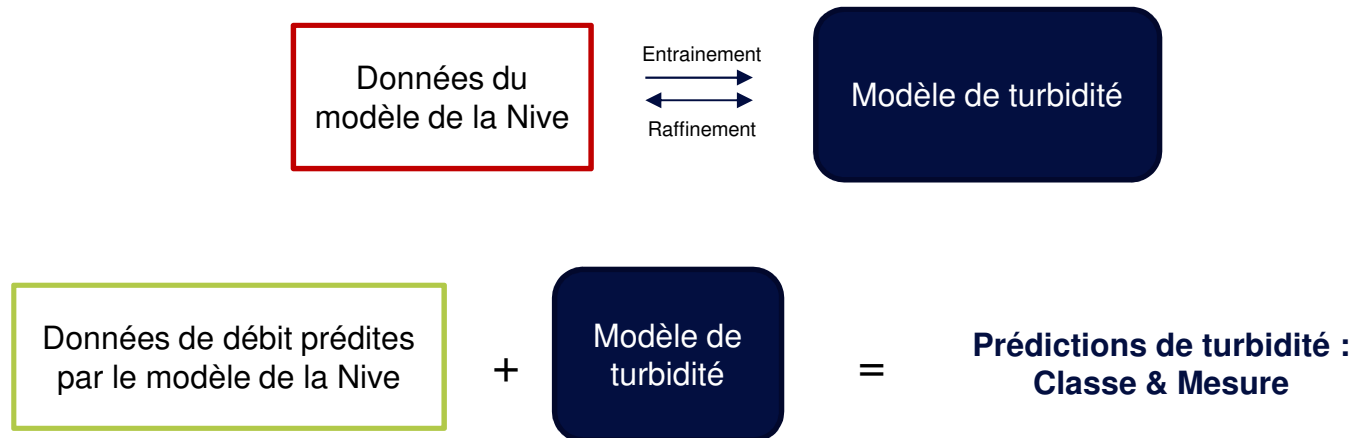 Données du
modèle de la Nive
Entrainement
Raffinement
Modèle de turbidité
Données de débit prédites
par le modèle de la Nive
+
Modèle de
turbidité
=
Prédictions de turbidité :
Classe & Mesure